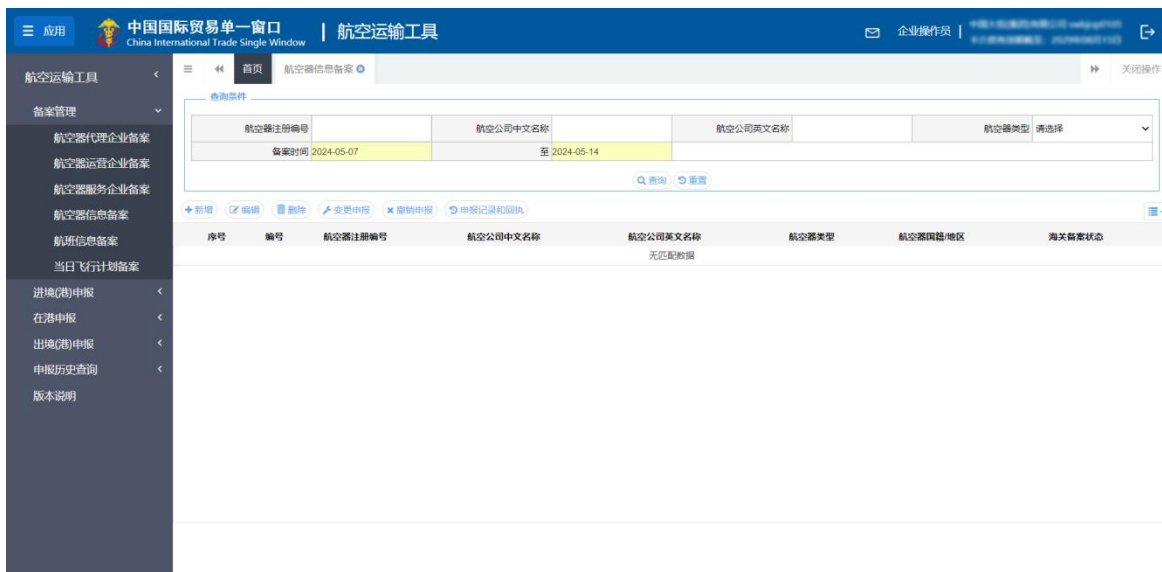 应用
中国国际贸易单一窗口
China International Trade Single Window
航空运输工具
企业操作员
航空运输工具
首页 航空器信息备案 关闭操作
备案管理
航空器代理企业备案
航空器运营企业备案
航空器服务企业备案
航空器信息备案
航班信息备案
当日飞行计划备案
进境(港)申报
在港申报
出境(港)申报
申报历史查询
版本说明
查询条件
航空器注册编号 航空公司中文名称 航空公司英文名称 航空器类型 请选择
备案时间 2024-05-07 至 2024-05-14
查询 重置
新增 编辑 删除 变更申报 撤销申报 申报记录和回执
序号 编号 航空器注册编号 航空公司中文名称 航空公司英文名称 航空器类型 航空器国籍/地区 海关备案状态
无匹配数据